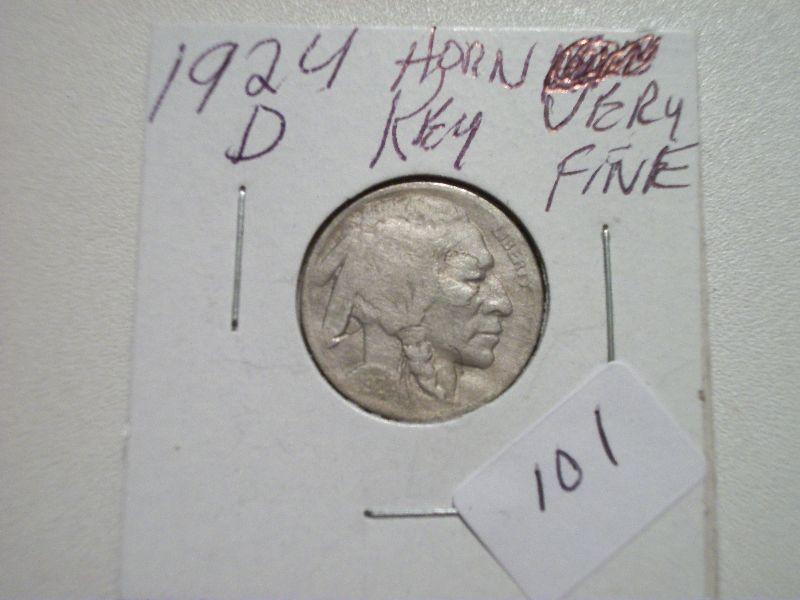 1924 HORN
D KEY VERY
FINE
LIBERTY
101